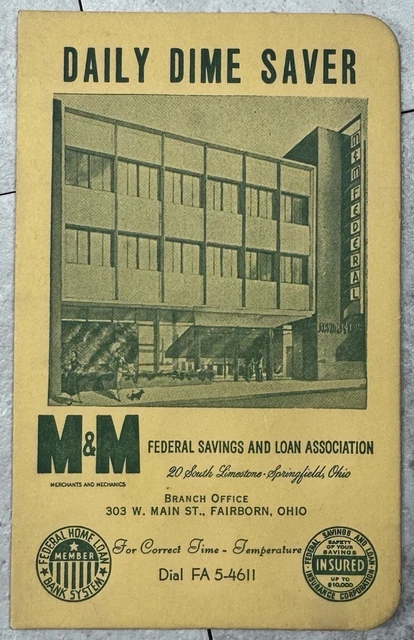 DAILY DIME SAVER
M&M FEDERAL
M&M FEDERAL SAVINGS AND LOAN ASSOCIATION
MERCHANTS AND MECHANICS
20 South Limestone - Springfield, Ohio
BRANCH OFFICE
303 W. MAIN ST., FAIRBORN, OHIO
FEDERAL HOME LOAN
MEMBER
BANK SYSTEM
For Correct Time - Temperature
Dial FA 5-4611
FEDERAL SAVINGS AND LOAN
SAFETY
OF YOUR
SAVINGS
INSURED
UP TO
$10,000
INSURANCE CORPORATION